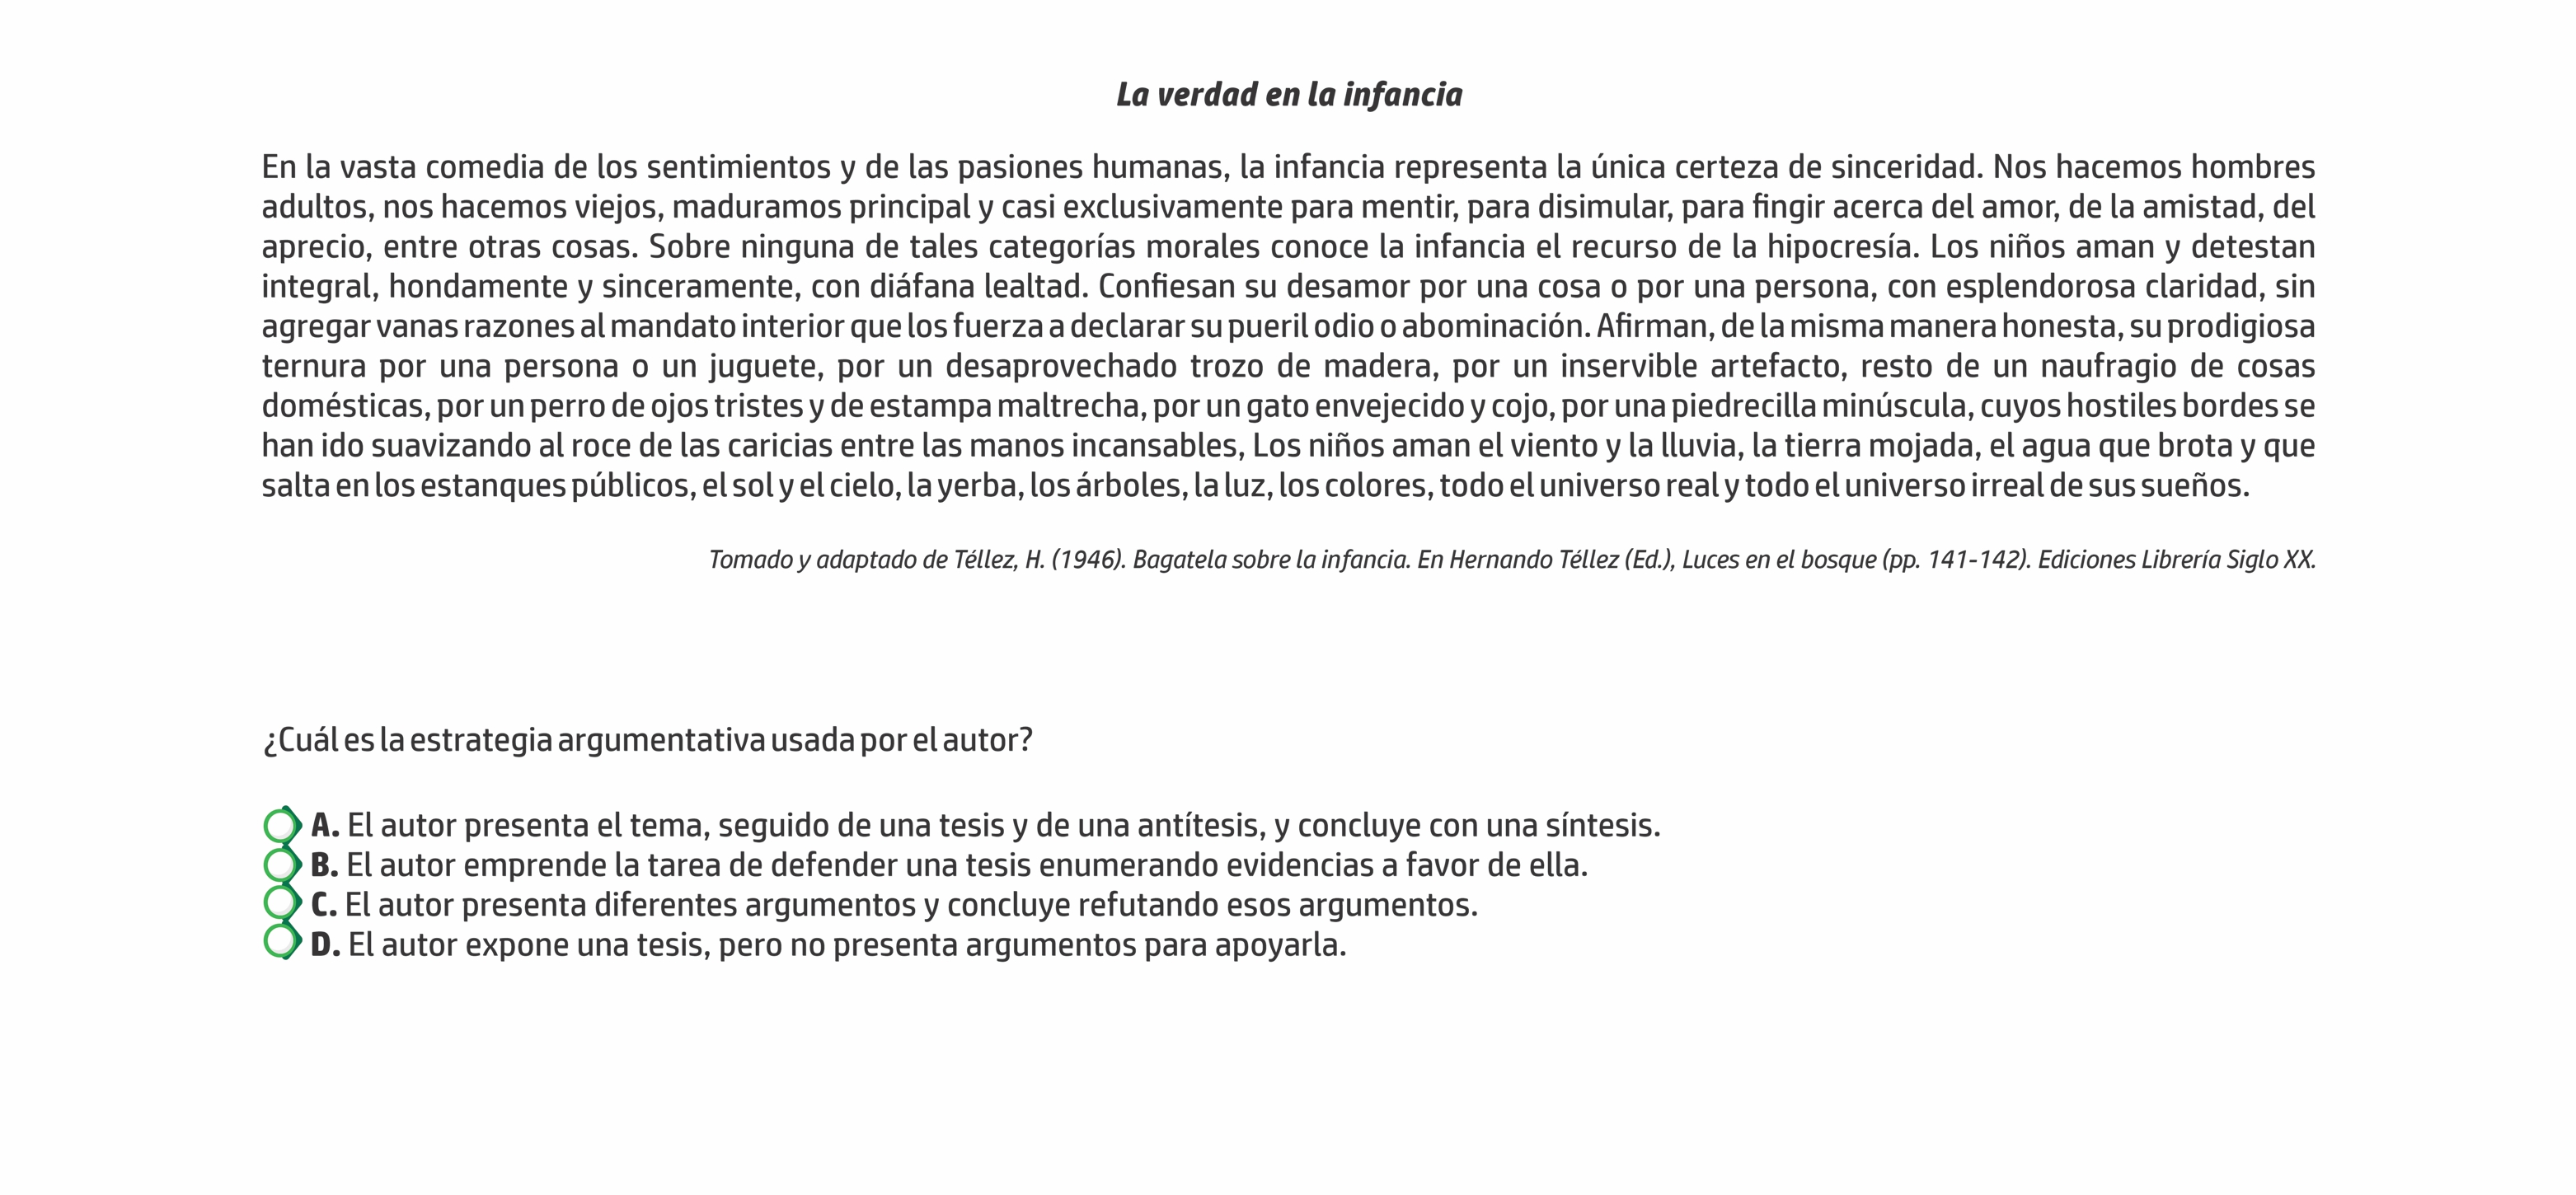 La verdad en la infancia
En la vasta comedia de los sentimientos y de las pasiones humanas, la infancia representa la única certeza de sinceridad. Nos hacemos hombres
adultos, nos hacemos viejos, maduramos principal y casi exclusivamente para mentir, para disimular, para fingir acerca del amor, de la amistad, del
aprecio, entre otras cosas. Sobre ninguna de tales categorías morales conoce la infancia el recurso de la hipocresía. Los niños aman y detestan
integral, hondamente y sinceramente, con diáfana lealtad. Confiesan su desamor por una cosa o por una persona, con esplendorosa claridad, sin
agregar vanas razones al mandato interior que los fuerza a declarar su pueril odio o abominación. Afirman, de la misma manera honesta, su prodigiosa
ternura por una persona o un juguete, por un desaprovechado trozo de madera, por un inservible artefacto, resto de un naufragio de cosas
domésticas, por un perro de ojos tristes y de estampa maltrecha, por un gato envejecido y cojo, por una piedrecilla minúscula, cuyos hostiles bordes se
han ido suavizando al roce de las caricias entre las manos incansables, Los niños aman el viento y la lluvia, la tierra mojada, el agua que brota y que
salta en los estanques públicos, el sol y el cielo, la yerba, los árboles, la luz, los colores, todo el universo real y todo el universo irreal de sus sueños.
Tomado y adaptado de Téllez, H. (1946). Bagatela sobre la infancia. En Hernando Téllez (Ed.), Luces en el bosque (pp. 141-142). Ediciones Librería Siglo XX.
¿Cuál es la estrategia argumentativa usada por el autor?
A. El autor presenta el tema, seguido de una tesis y de una antítesis, y concluye con una síntesis.
B. El autor emprende la tarea de defender una tesis enumerando evidencias a favor de ella.
C. El autor presenta diferentes argumentos y concluye refutando esos argumentos.
D. El autor expone una tesis, pero no presenta argumentos para apoyarla.